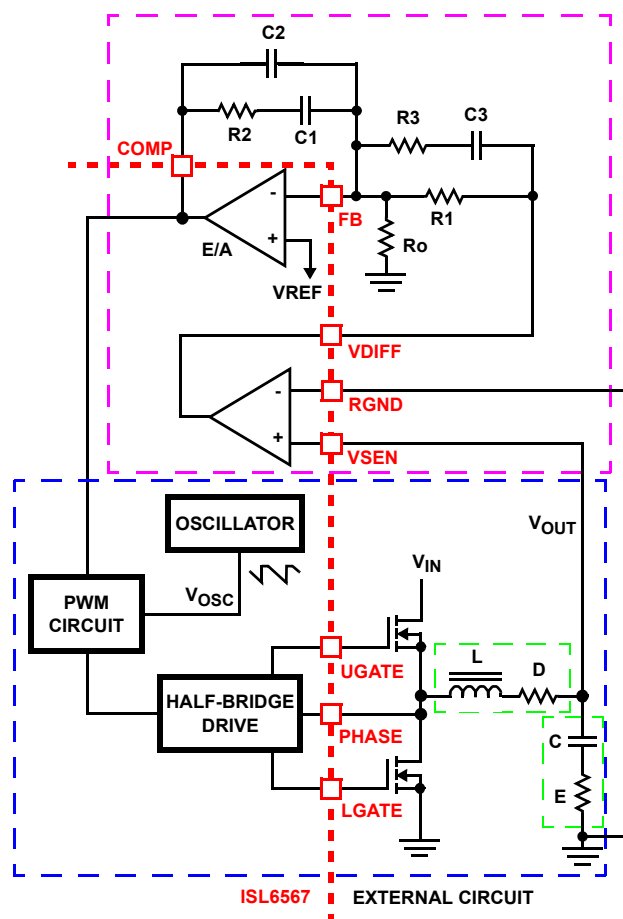 C2
R2
C1
R3
C3
COMP
-
+
E/A
FB
R1
Ro
VREF
VDIFF
-
RGND
+
VSEN
OSCILLATOR
VOUT
VIN
VOSC
PWM
CIRCUIT
UGATE
L
D
HALF-BRIDGE
DRIVE
PHASE
C
LGATE
E
ISL6567
EXTERNAL CIRCUIT